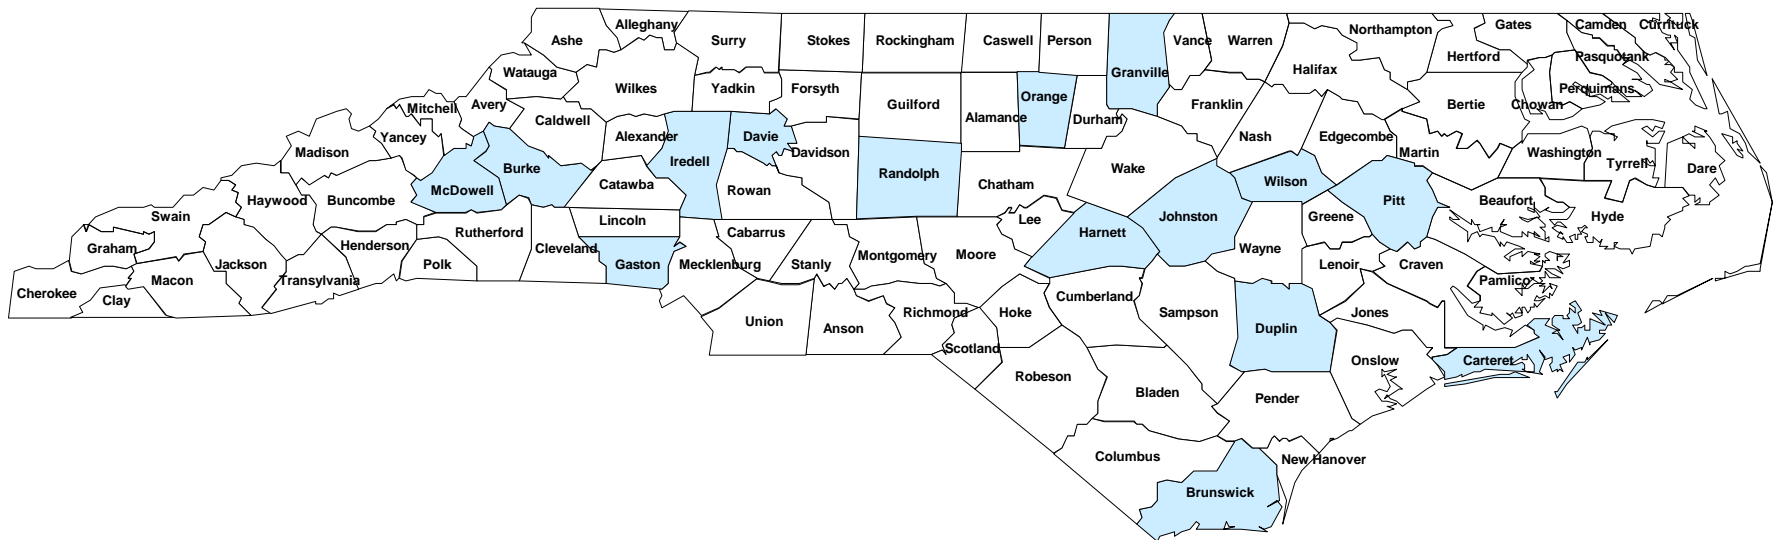 Alleghany
Gates
Camden
Currituck
Ashe
Surry
Stokes
Rockingham
Caswell
Person
Vance
Warren
Northampton
Hertford
Pasquotank
Watauga
Granville
Halifax
Wilkes
Yadkin
Forsyth
Orange
Perquimans
Mitchell
Avery
Guilford
Franklin
Bertie
Chowan
Caldwell
Alamance
Durham
Yancey
Alexander
Davie
Nash
Edgecombe
Madison
Davidson
Martin
Washington
Iredell
Tyrrell
Burke
Wake
Dare
McDowell
Catawba
Rowan
Randolph
Chatham
Wilson
Haywood
Buncombe
Pitt
Beaufort
Swain
Lincoln
Lee
Johnston
Greene
Hyde
Rutherford
Cabarrus
Harnett
Graham
Henderson
Cleveland
Wayne
Polk
Jackson
Gaston
Mecklenburg
Stanly
Montgomery
Moore
Lenoir
Craven
Macon
Transylvania
Pamlico
Cherokee
Clay
Cumberland
Union
Anson
Richmond
Hoke
Sampson
Jones
Duplin
Scotland
Onslow
Carteret
Robeson
Bladen
Pender
Columbus
New Hanover
Brunswick